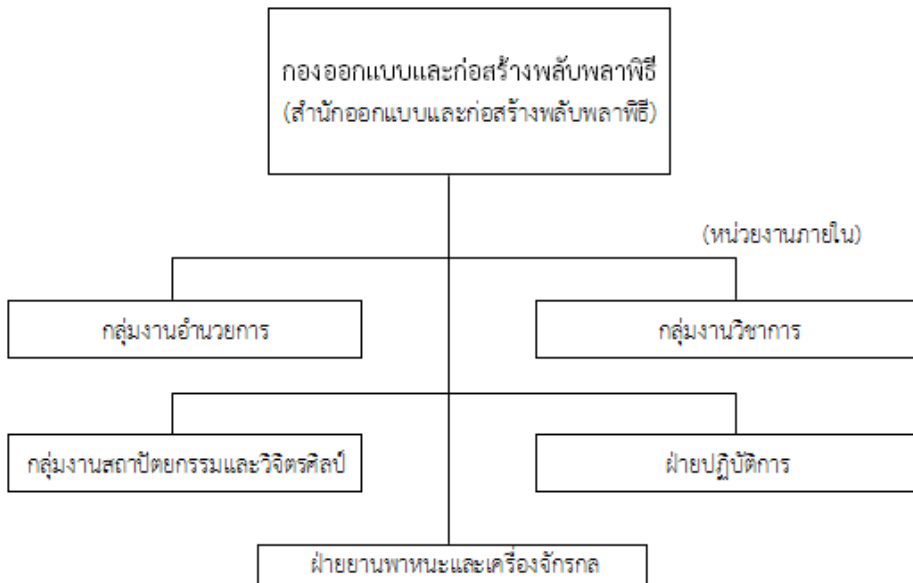 กองออกแบบและก่อสร้างพลับพลาพิธี
(สำนักออกแบบและก่อสร้างพลับพลาพิธี)
(หน่วยงานภายใน)
กลุ่มงานอำนวยการ
กลุ่มงานวิชาการ
กลุ่มงานสถาปัตยกรรมและวิจิตรศิลป์
ฝ่ายปฏิบัติการ
ฝ่ายยานพาหนะและเครื่องจักรกล